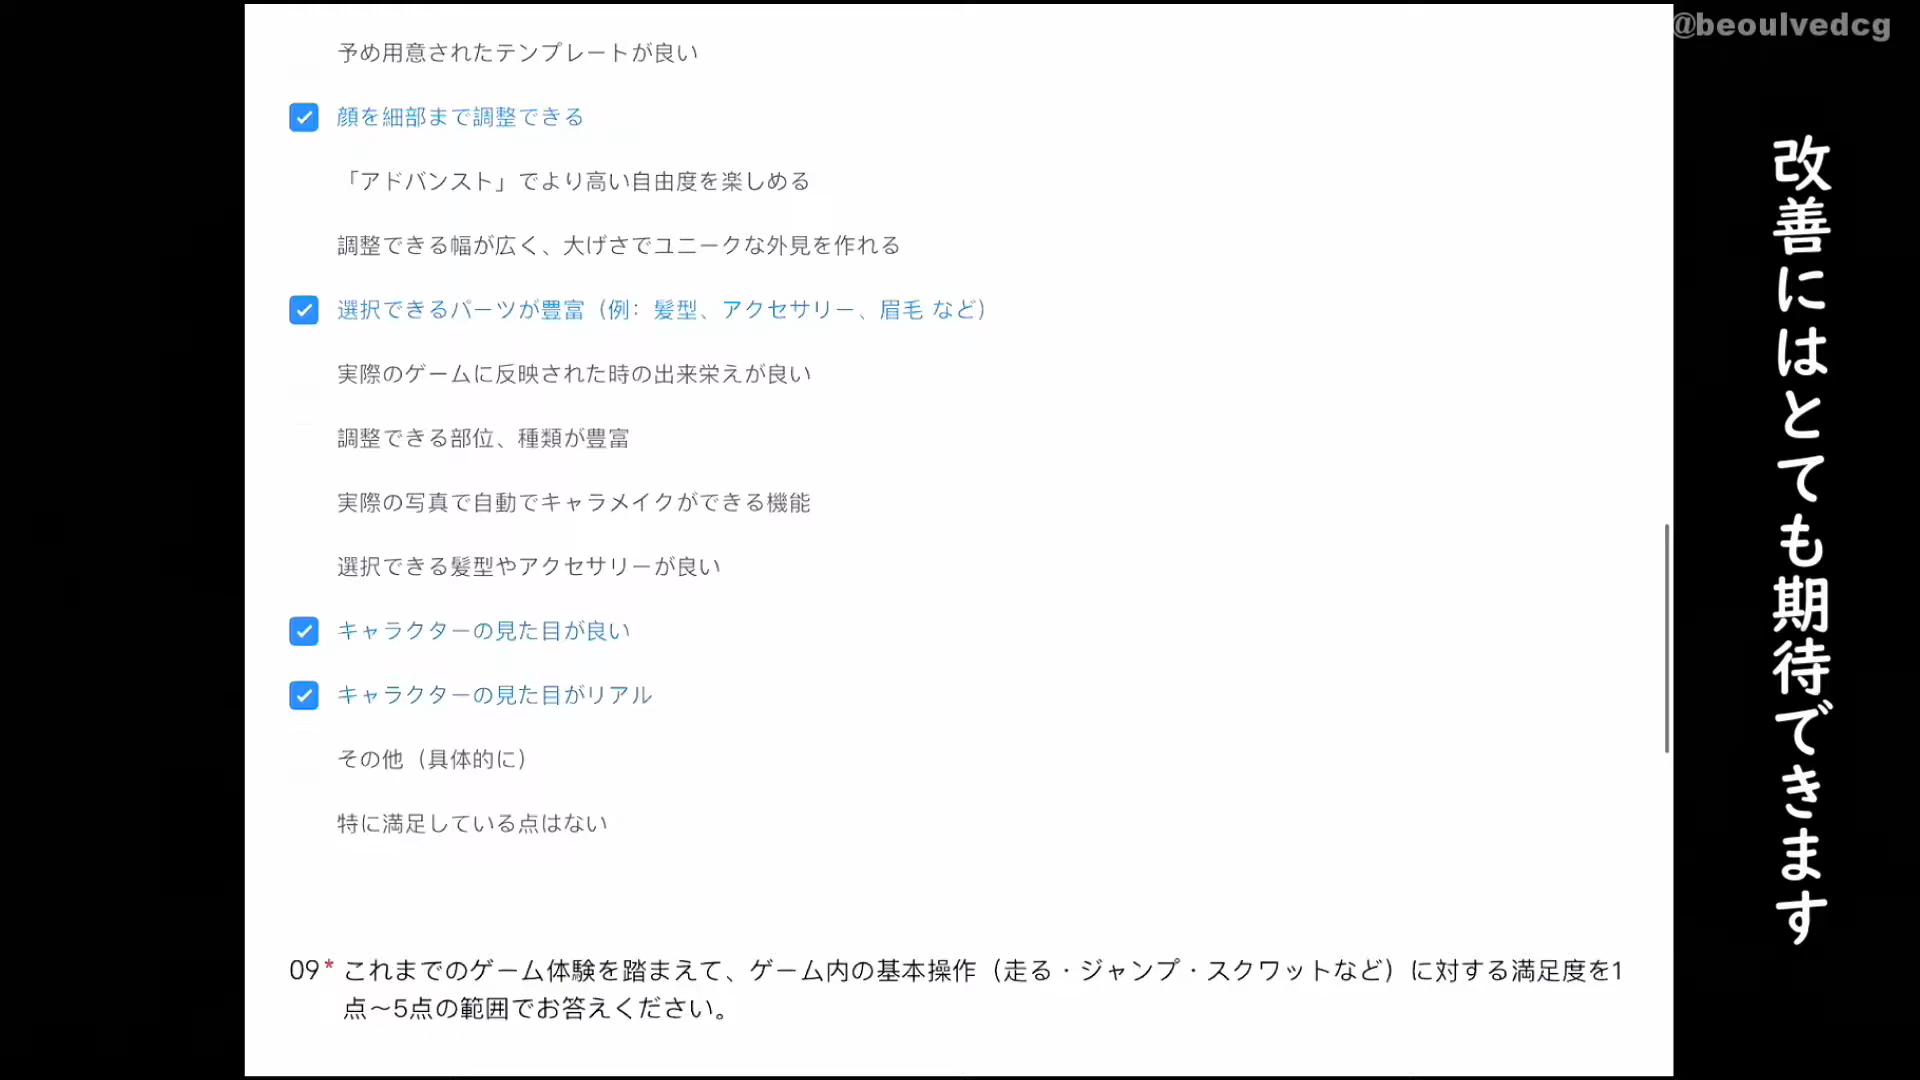 予め用意されたテンプレートが良い
顔を細部まで調整できる
「アドバンスト」でより高い自由度を楽しめる
調整できる幅が広く、大げさでユニークな外見を作れる
選択できるパーツが豊富（例：髪型、アクセサリー、眉毛 など）
実際のゲームに反映された時の出来栄えが良い
調整できる部位、種類が豊富
実際の写真で自動でキャラメイクができる機能
選択できる髪型やアクセサリーが良い
キャラクターの見た目が良い
キャラクターの見た目がリアル
その他（具体的に）
特に満足している点はない
09* これまでのゲーム体験を踏まえて、ゲーム内の基本操作（走る・ジャンプ・スクワットなど）に対する満足度を1
点～5点の範囲でお答えください。
@beoulvedcg
改善にはとても期待できます